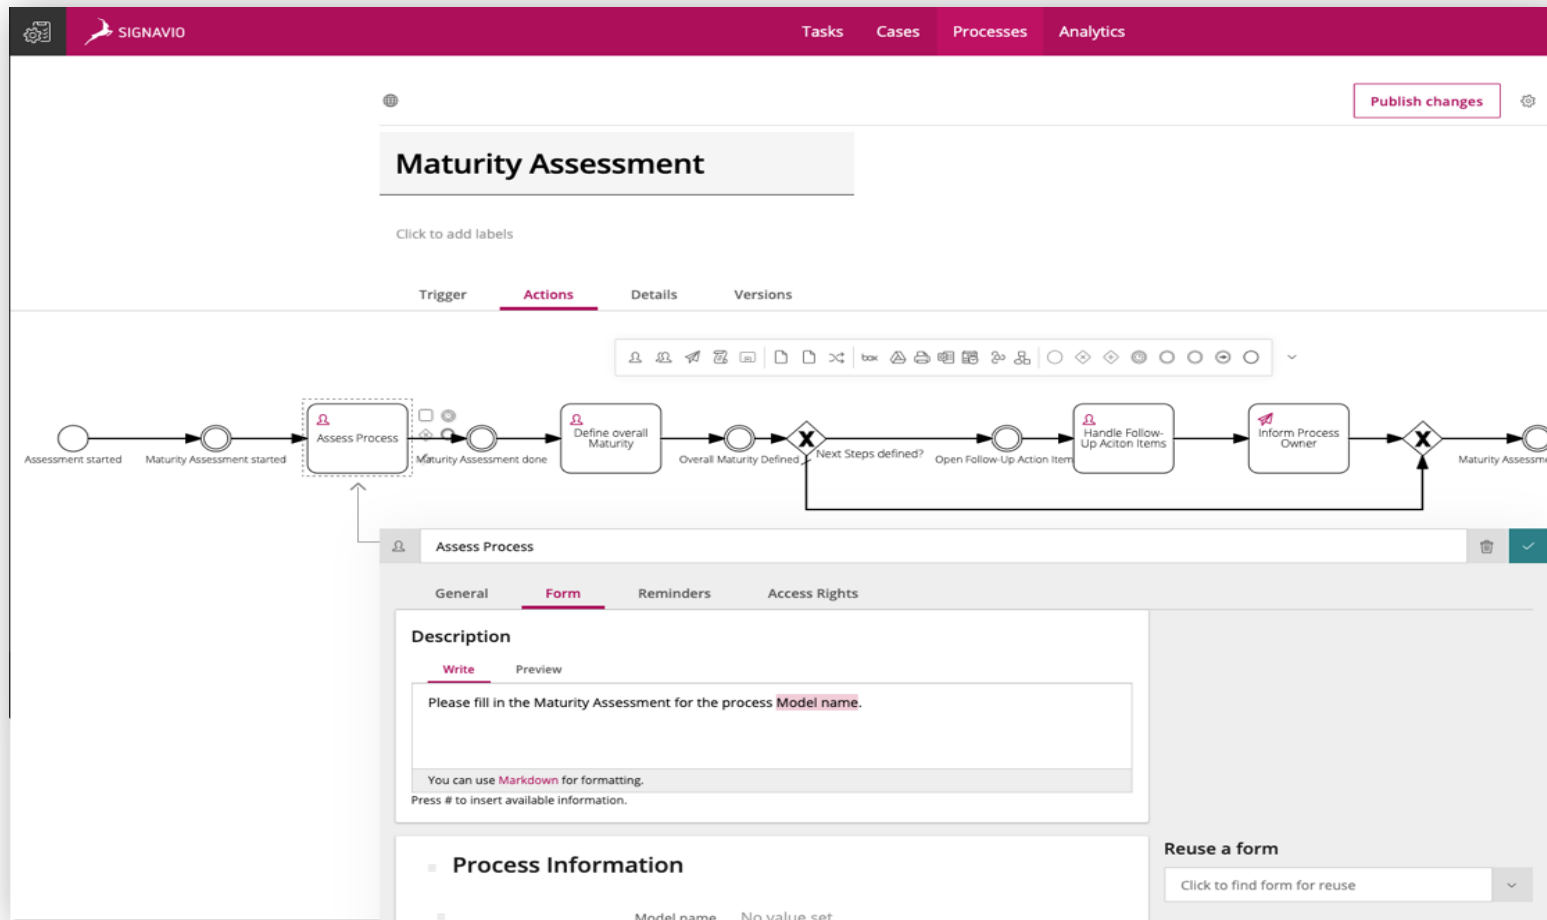 SIGNAVIO
Tasks Cases Processes Analytics
Publish changes
Maturity Assessment
Click to add labels
Trigger Actions Details Versions
box
Assessment started
Maturity Assessment started
Assess Process
Maturity Assessment done
Define overall
Maturity
Overall Maturity Defined
Next Steps defined?
Open Follow-Up Action Item
Handle Follow-
Up Aciton Items
Inform Process
Owner
Maturity Assessm
Assess Process
General Form Reminders Access Rights
Description
Write Preview
Please fill in the Maturity Assessment for the process Model name.
You can use Markdown for formatting.
Press # to insert available information.
Process Information
Reuse a form
Click to find form for reuse
Model name No value set